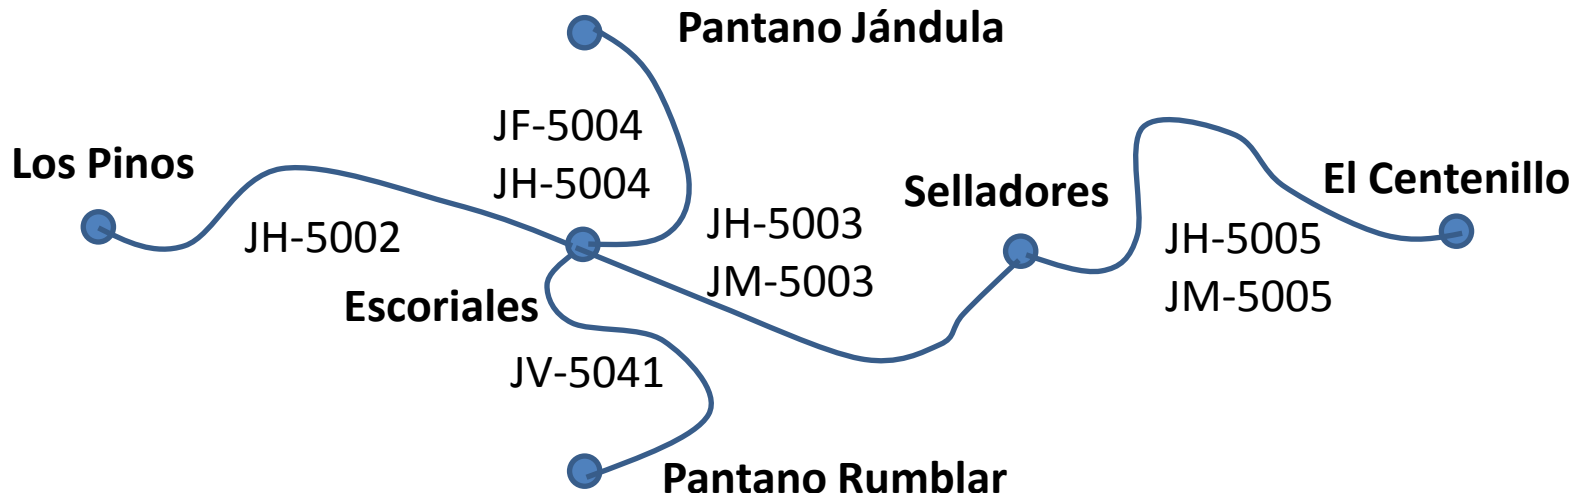 Pantano Jándula
JF-5004
JH-5004
Los Pinos
JH-5002
JH-5003
JM-5003
Selladores
El Centenillo
JH-5005
JM-5005
Escoriales
JV-5041
Pantano Rumblar